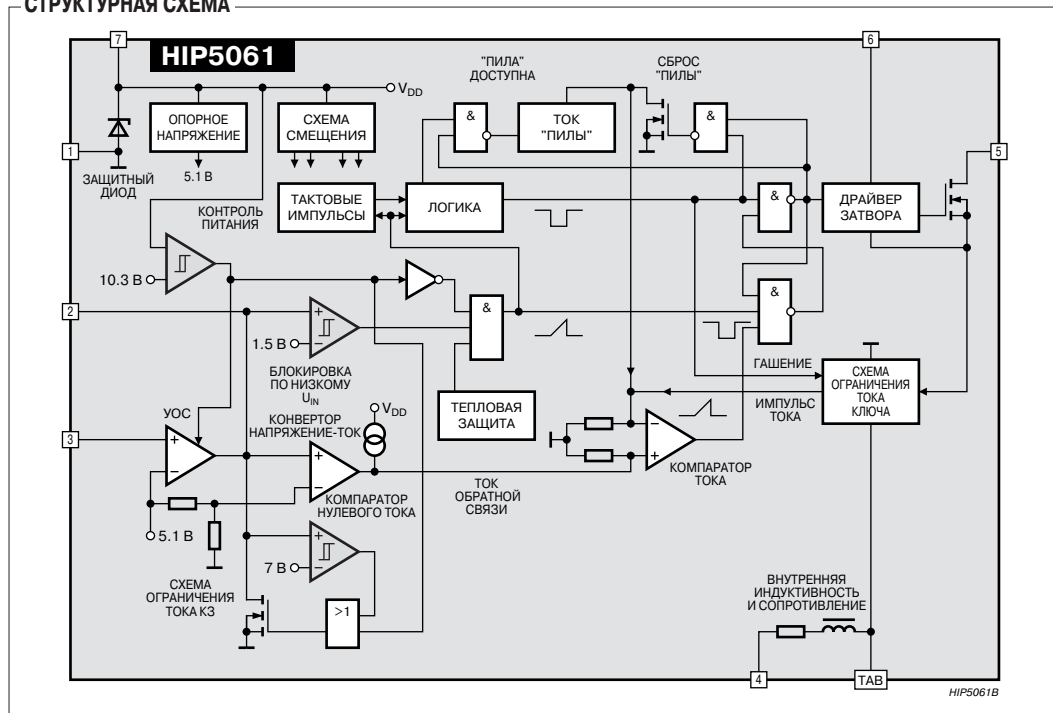 СТРУКТУРНАЯ СХЕМА
7
HIP5061
"ПИЛА"
ДОСТУПНА
СБРОС
"ПИЛЫ"
6
V_DD
ОПОРНОЕ
НАПРЯЖЕНИЕ
СХЕМА
СМЕЩЕНИЯ
&
ТОК
"ПИЛЫ"
&
1
5
ЗАЩИТНЫЙ
ДИОД
5.1 В
КОНТРОЛЬ
ПИТАНИЯ
ТАКТОВЫЕ
ИМПУЛЬСЫ
ЛОГИКА
&
ДРАЙВЕР
ЗАТВОРА
10.3 В
2
+
–
1.5 В
&
&
БЛОКИРОВКА
ПО НИЗКОМУ
U_IN
ГАШЕНИЕ
СХЕМА
ОГРАНИЧЕНИЯ
ТОКА
КЛЮЧА
ИМПУЛЬС
ТОКА
ТЕПЛОВАЯ
ЗАЩИТА
УОС
V_DD
КОНВЕРТОР
НАПРЯЖЕНИЕ-ТОК
3
+
–
+
–
–
+
КОМПАРАТОР
ТОКА
КОМПАРАТОР
НУЛЕВОГО ТОКА
ТОК
ОБРАТНОЙ
СВЯЗИ
5.1 В
+
–
7 В
СХЕМА
ОГРАНИЧЕНИЯ
ТОКА КЗ
>1
ВНУТРЕННЯЯ
ИНДУКТИВНОСТЬ
И СОПРОТИВЛЕНИЕ
4
TAB
HIP5061B